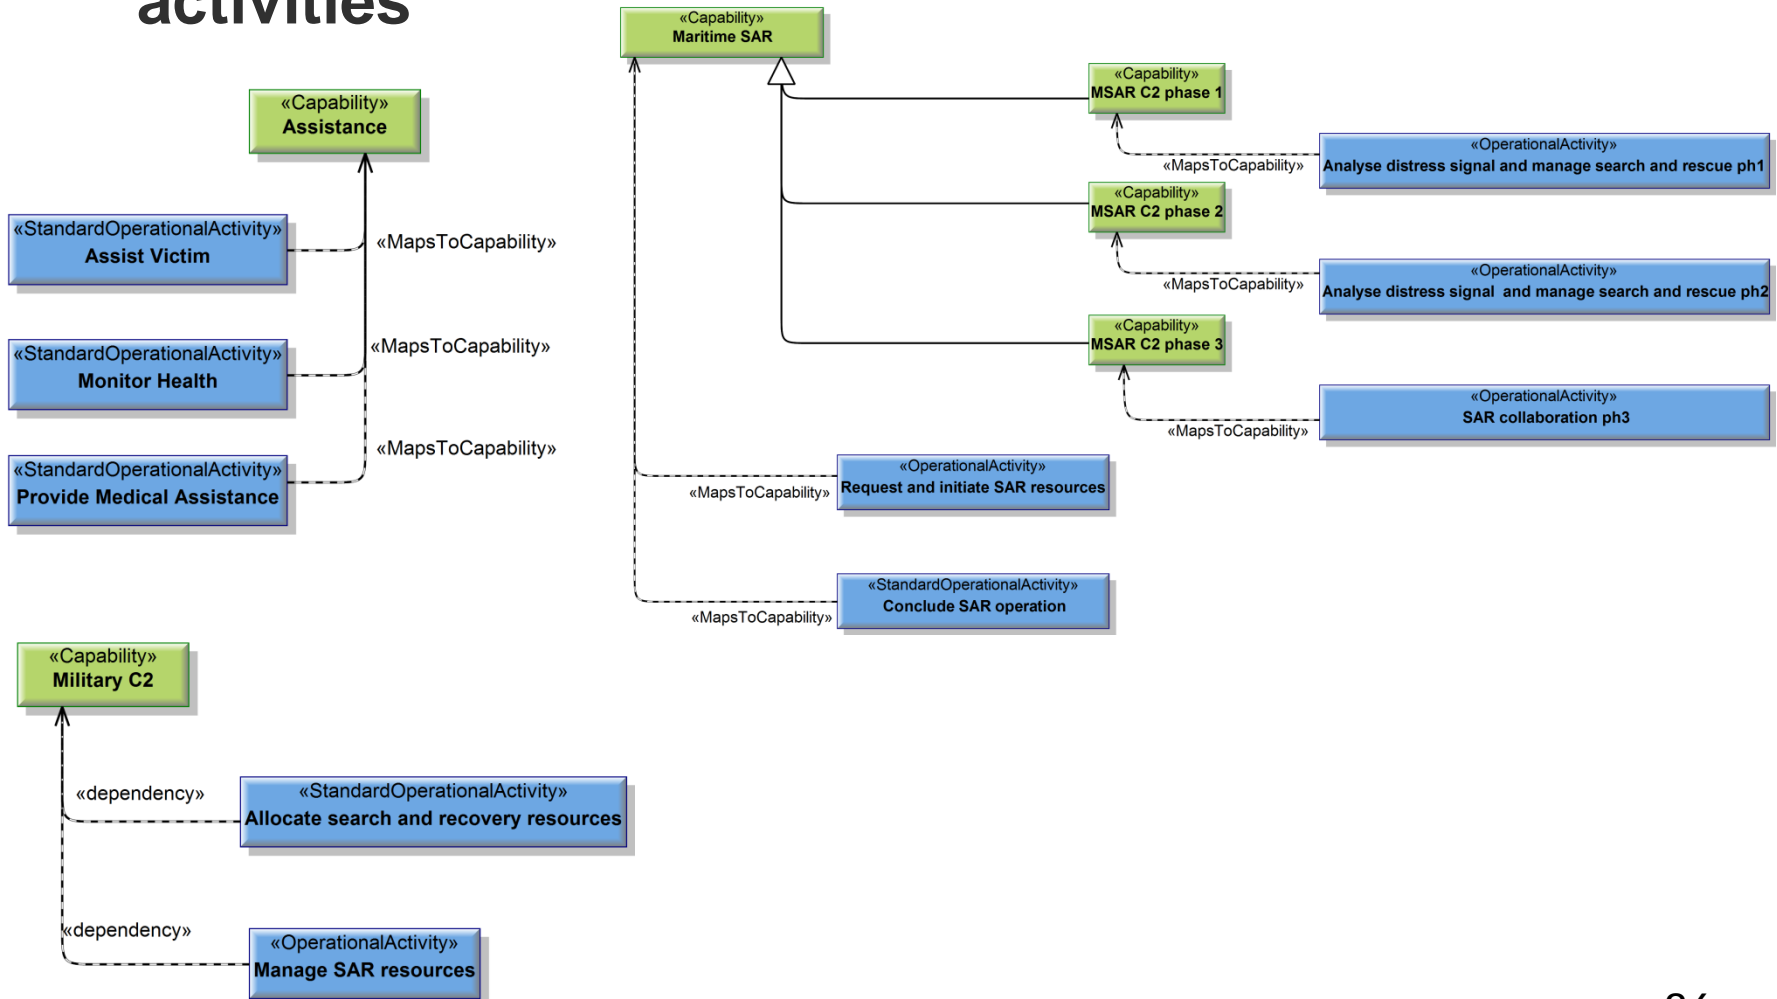 activities
«Capability»
Maritime SAR
«Capability»
MSAR C2 phase 1
«Capability»
Assistance
«OperationalActivity»
Analyse distress signal and manage search and rescue ph1
«MapsToCapability»
«Capability»
MSAR C2 phase 2
«StandardOperationalActivity»
Assist Victim
«MapsToCapability»
«OperationalActivity»
Analyse distress signal  and manage search and rescue ph2
«MapsToCapability»
«Capability»
MSAR C2 phase 3
«StandardOperationalActivity»
Monitor Health
«MapsToCapability»
«OperationalActivity»
SAR collaboration ph3
«MapsToCapability»
«StandardOperationalActivity»
Provide Medical Assistance
«MapsToCapability»
«OperationalActivity»
Request and initiate SAR resources
«MapsToCapability»
«StandardOperationalActivity»
Conclude SAR operation
«MapsToCapability»
«Capability»
Military C2
«dependency»
«StandardOperationalActivity»
Allocate search and recovery resources
«dependency»
«OperationalActivity»
Manage SAR resources